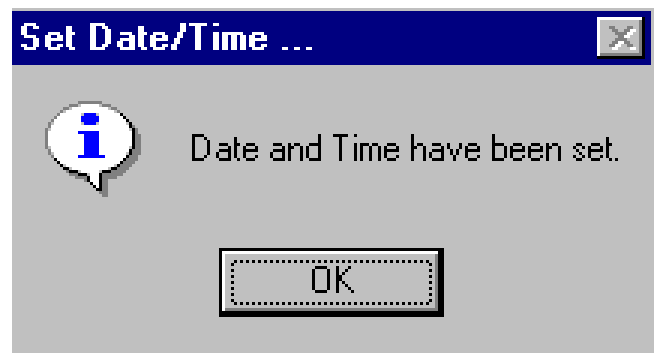 Set Date/Time ...
Date and Time have been set.
OK